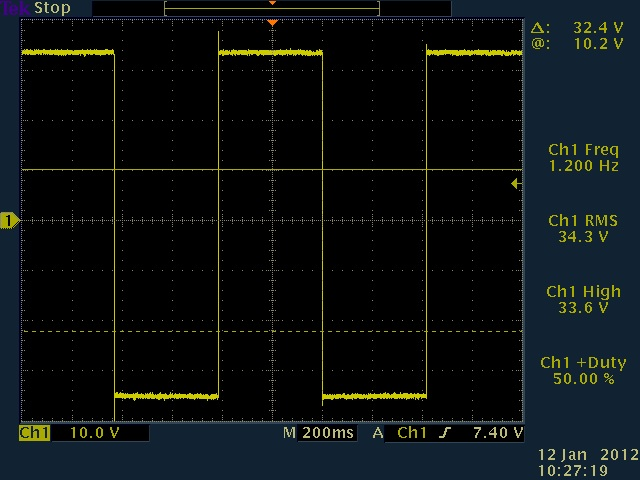 Tek Stop
Δ: 32.4 V
@: 10.2 V
Ch1 Freq
1.200 Hz
1
Ch1 RMS
34.3 V
Ch1 High
33.6 V
Ch1 +Duty
50.00 %
Ch1 10.0 V M 200ms A Ch1 7.40 V
12 Jan 2012
10:27:19